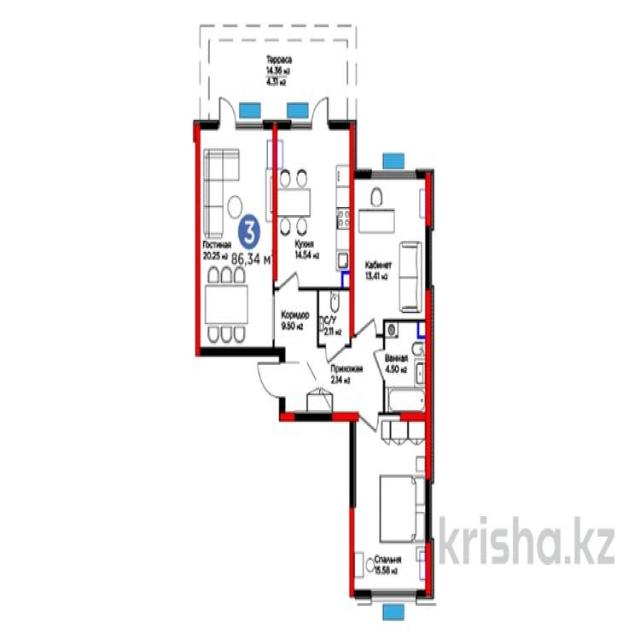 Терраса
14.36 м2
4.31 м2
3
86,34 м²
Гостиная
20.25 м2
Кухня
14.54 м2
Кабинет
13.41 м2
Коридор
9.50 м2
С/У
2.11 м2
Прихожая
2.14 м2
Ванная
4.50 м2
Спальня
15.58 м2
krisha.kz